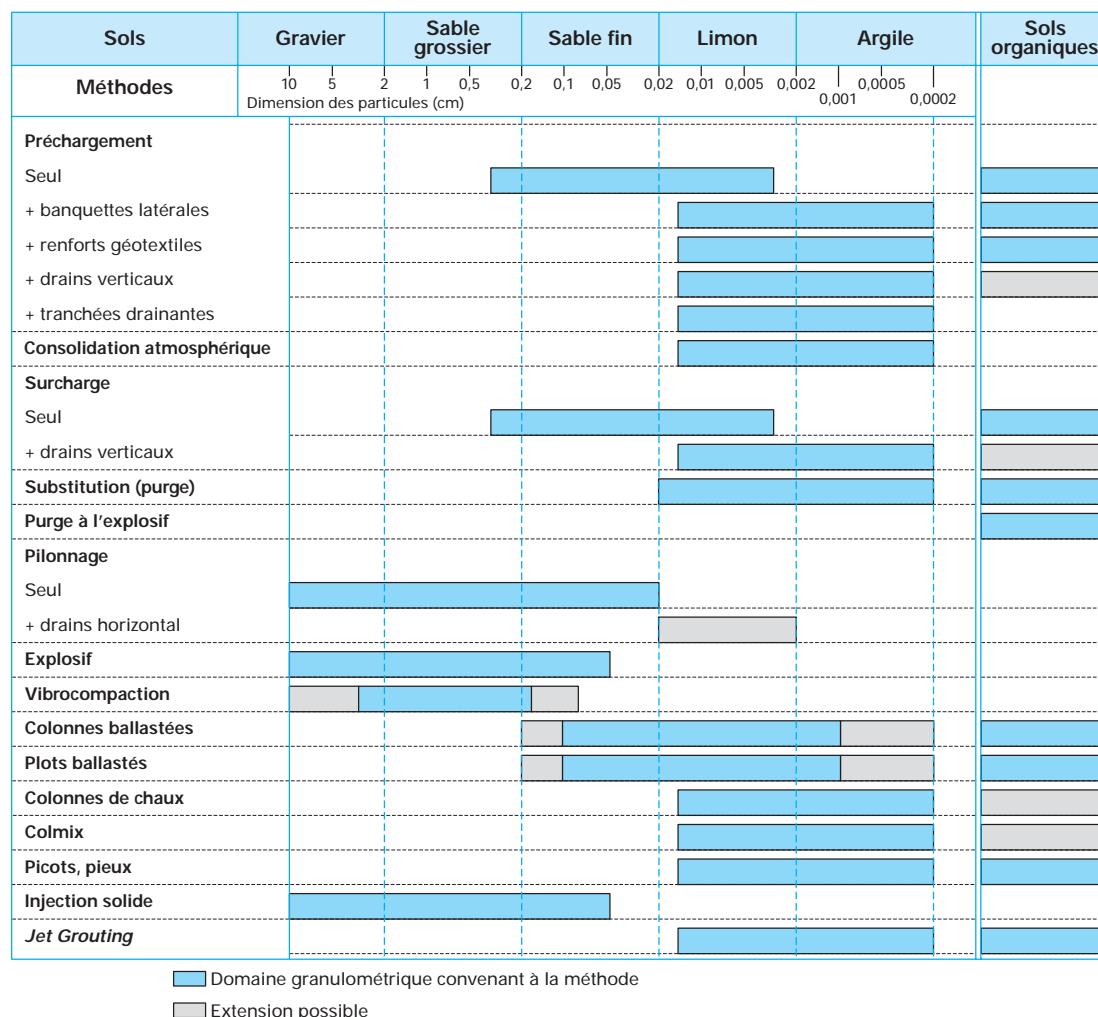 Sols Gravier Sable grossier Sable fin Limon Argile Sols organiques
Méthodes
10 5 2 1 0,5 0,2 0,1 0,05 0,02 0,01 0,005 0,002 0,001 0,0005 0,0002
Dimension des particules (cm)
Préchargement
Seul
+ banquettes latérales
+ renforts géotextiles
+ drains verticaux
+ tranchées drainantes
Consolidation atmosphérique
Surcharge
Seul
+ drains verticaux
Substitution (purge)
Purge à l'explosif
Pilonnage
Seul
+ drains horizontal
Explosif
Vibrocompaction
Colonnes ballastées
Plots ballastés
Colonnes de chaux
Colmix
Picots, pieux
Injection solide
Jet Grouting
Domaine granulométrique convenant à la méthode
Extension possible